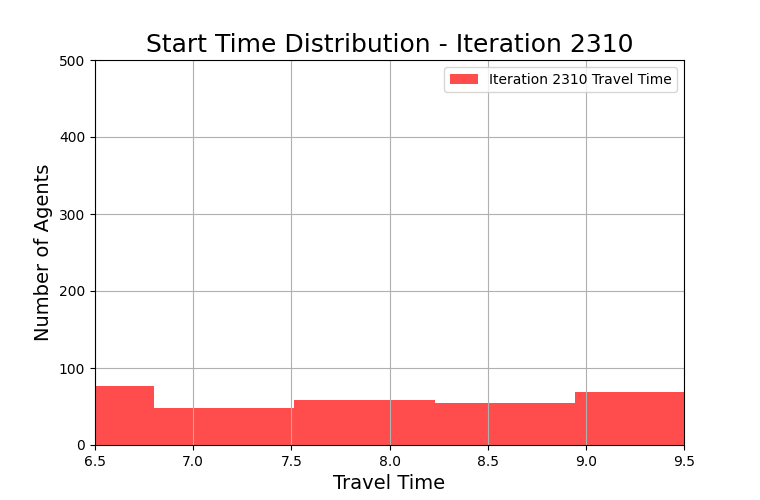 Start Time Distribution - Iteration 2310
Iteration 2310 Travel Time
Number of Agents
500
400
300
200
100
0
6.5 7.0 7.5 8.0 8.5 9.0 9.5
Travel Time